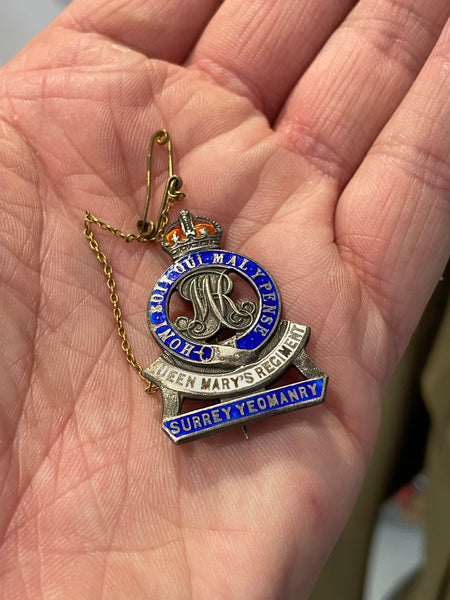 HONI·SOIT·QUI·MAL·Y·PENSE
QUEEN MARY'S REGIMENT
SURREY YEOMANRY